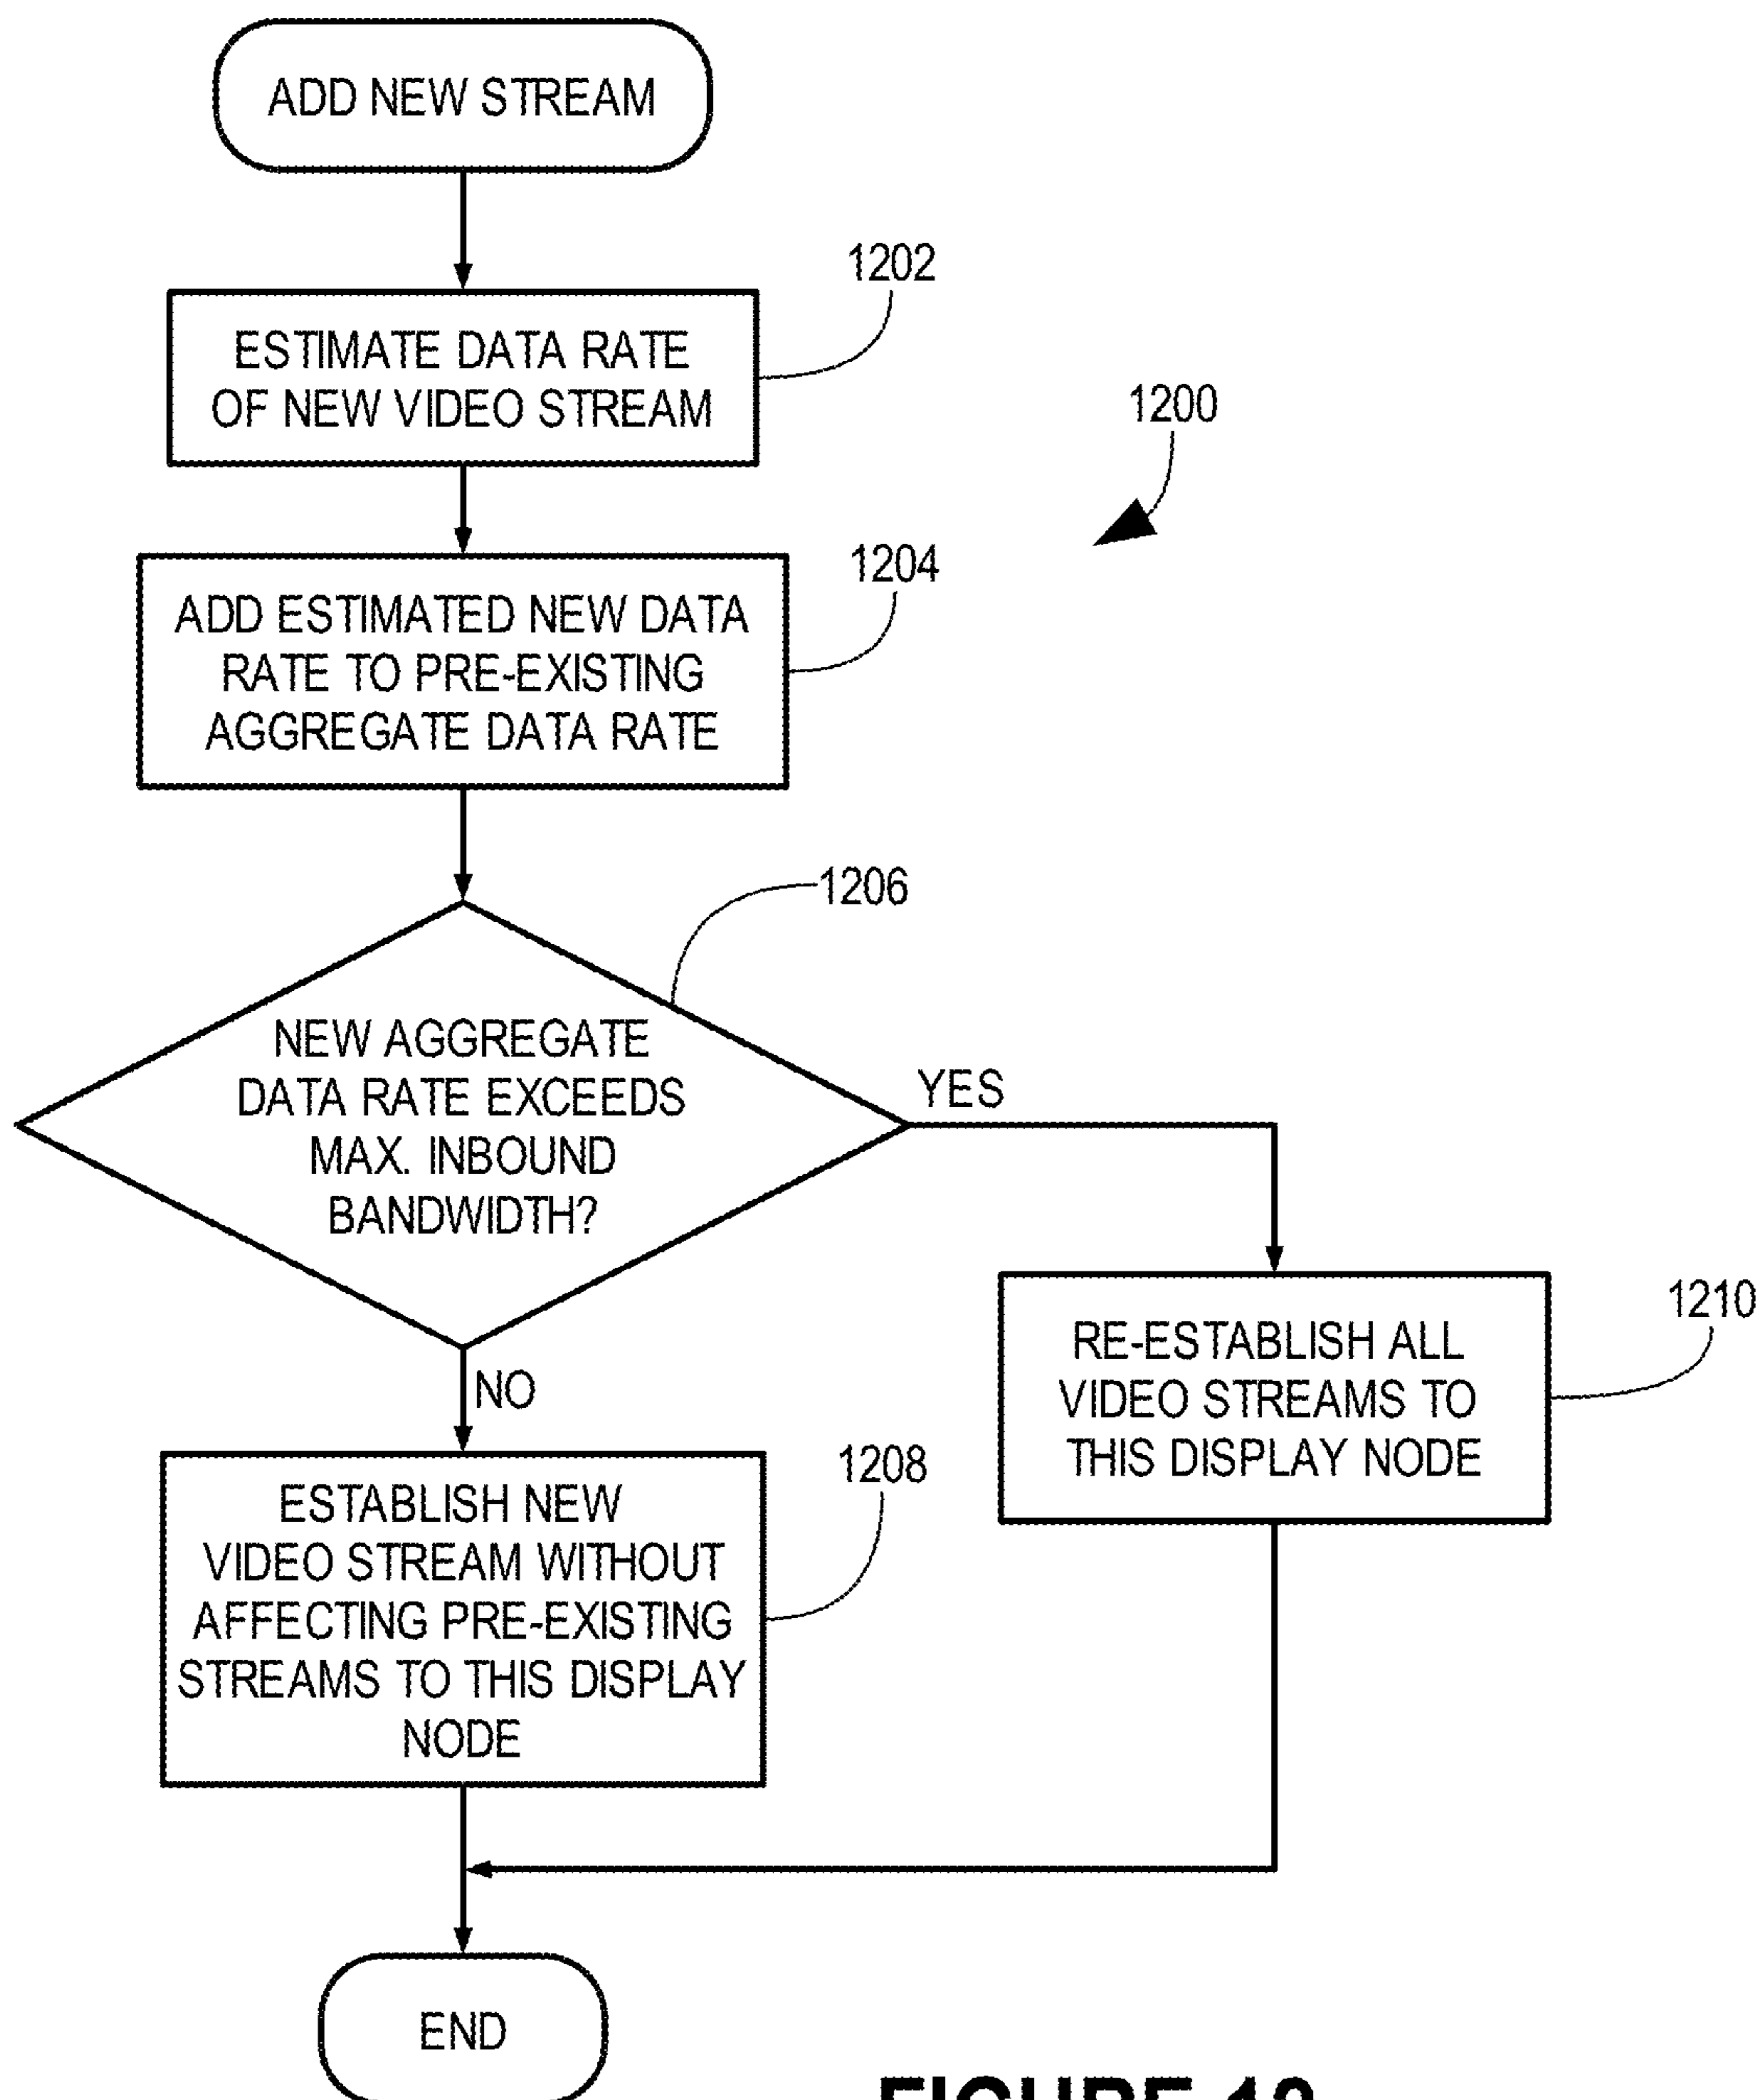 ADD NEW STREAM
1202
ESTIMATE DATA RATE
OF NEW VIDEO STREAM
1200
1204
ADD ESTIMATED NEW DATA
RATE TO PRE-EXISTING
AGGREGATE DATA RATE
1206
NEW AGGREGATE
DATA RATE EXCEEDS
MAX. INBOUND
BANDWIDTH?
YES
NO
1210
RE-ESTABLISH ALL
VIDEO STREAMS TO
THIS DISPLAY NODE
1208
ESTABLISH NEW
VIDEO STREAM WITHOUT
AFFECTING PRE-EXISTING
STREAMS TO THIS DISPLAY
NODE
END
FIGURE